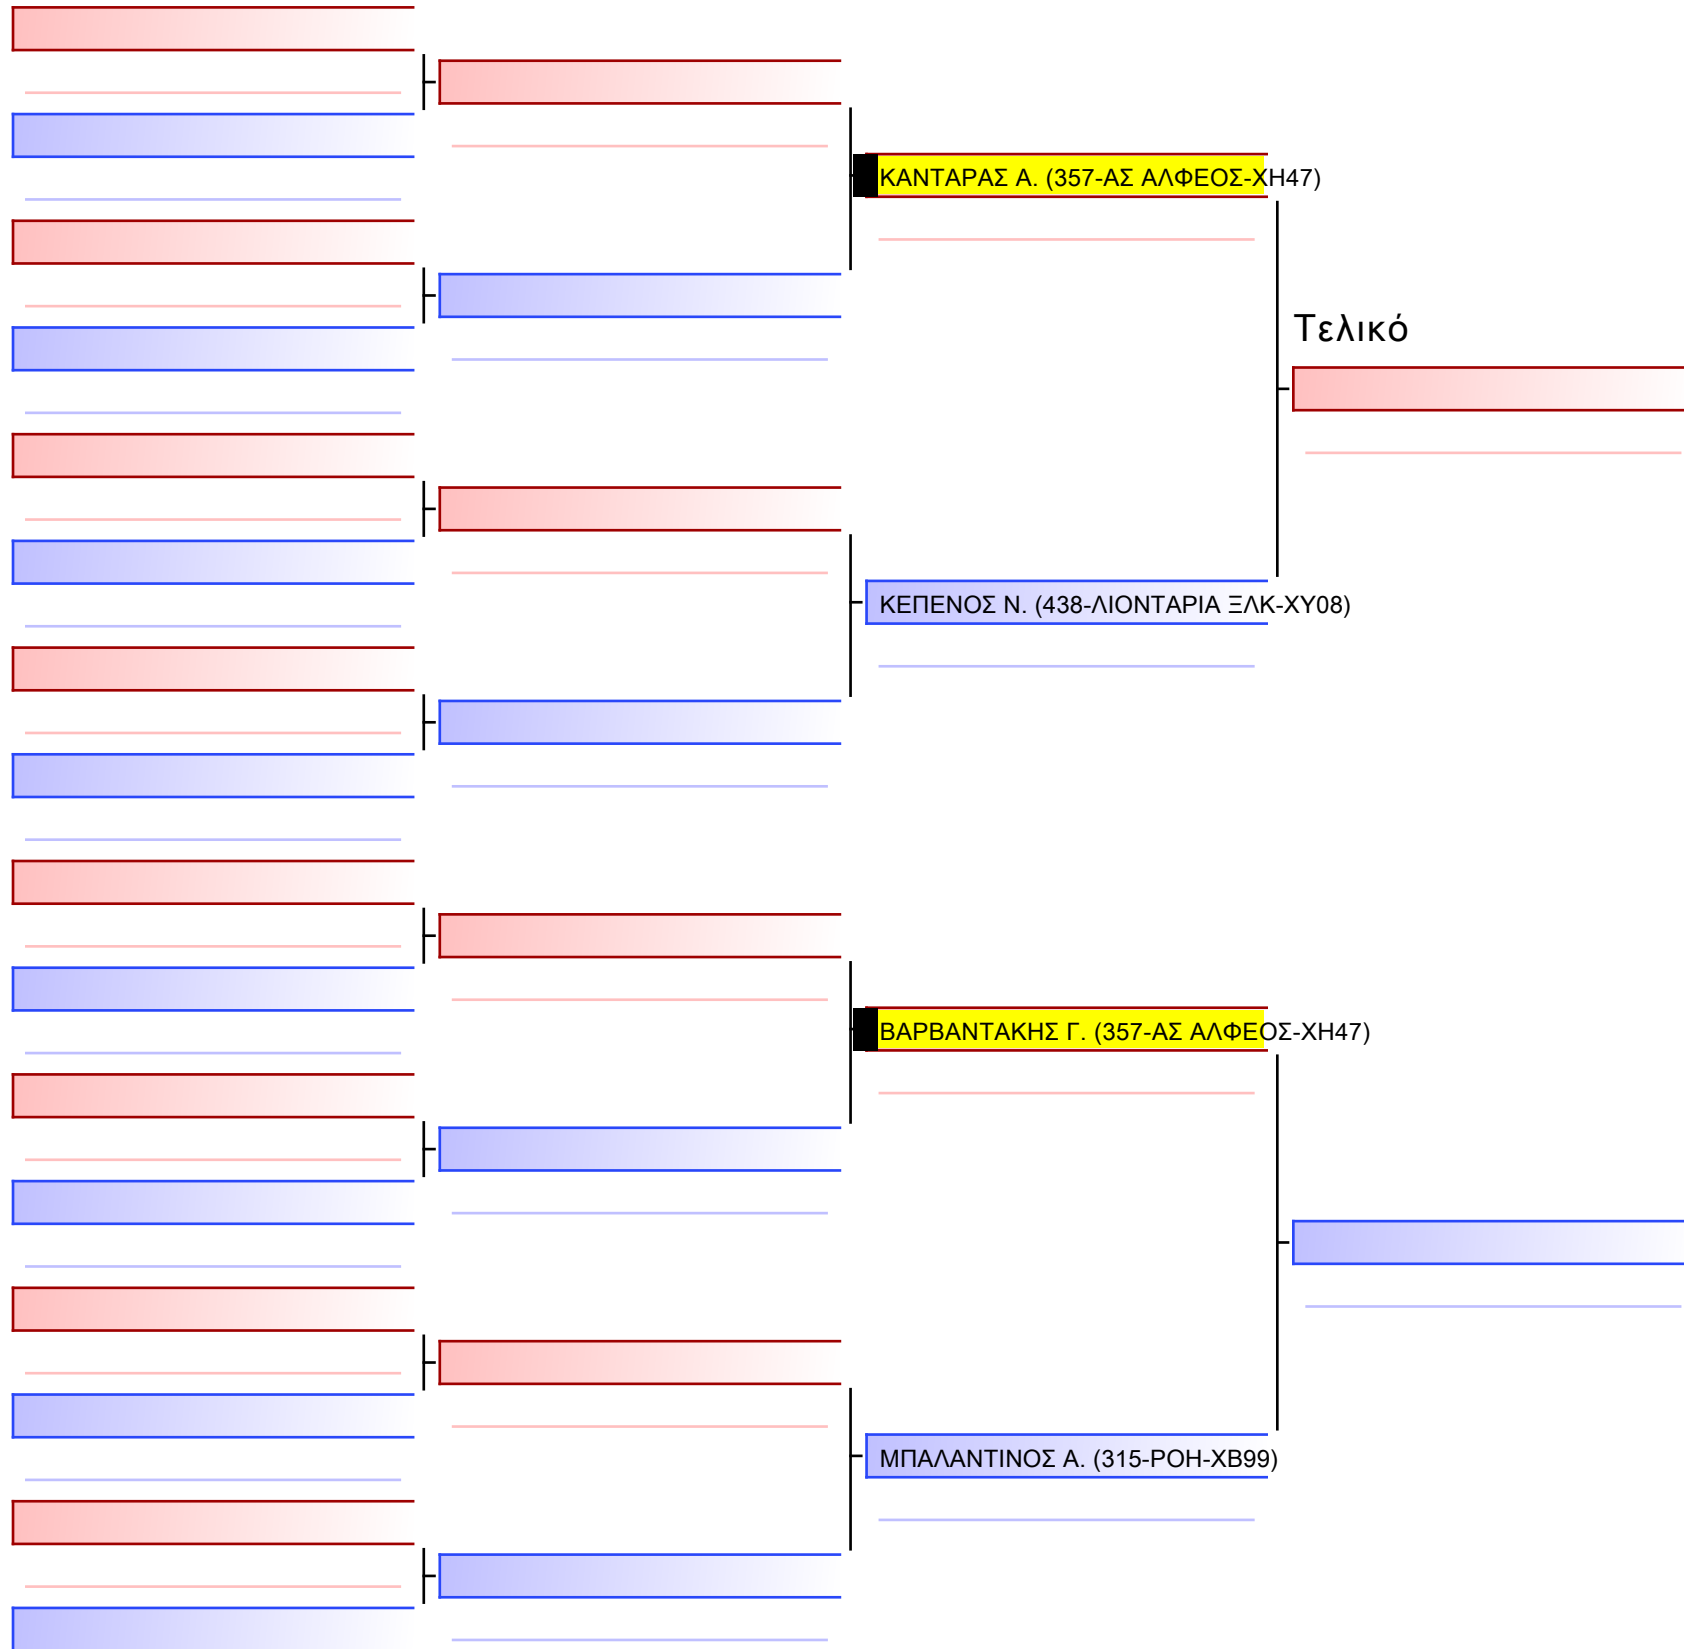 ΚΑΝΤΑΡΑΣ Α. (357-ΑΣ ΑΛΦΕΟΣ-ΧΗ47)
Τελικό
ΚΕΠΕΝΟΣ Ν. (438-ΛΙΟΝΤΑΡΙΑ ΞΛΚ-ΧΥ08)
ΒΑΡΒΑΝΤΑΚΗΣ Γ. (357-ΑΣ ΑΛΦΕΟΣ-ΧΗ47)
ΜΠΑΛΑΝΤΙΝΟΣ Α. (315-ΡΟΗ-ΧΒ99)